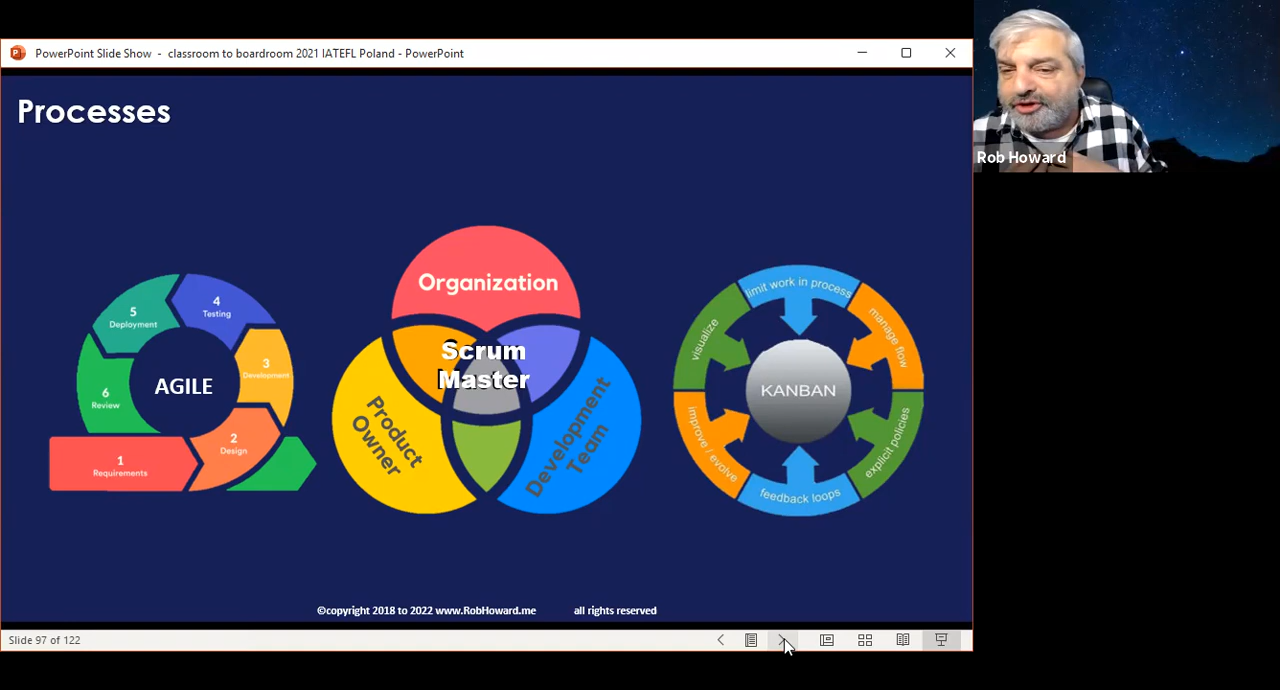 PowerPoint Slide Show - classroom to boardroom 2021 IATEFL Poland - PowerPoint
Rob Howard
Processes
5
Deployment
4
Testing
3
Development
6
Review
AGILE
2
Design
1
Requirements
Organization
Scrum
Master
Product
Owner
Development
Team
limit work in process
manage flow
visualize
KANBAN
improve / evolve
explicit policies
feedback loops
©copyright 2018 to 2022 www.RobHoward.me all rights reserved
Slide 97 of 122